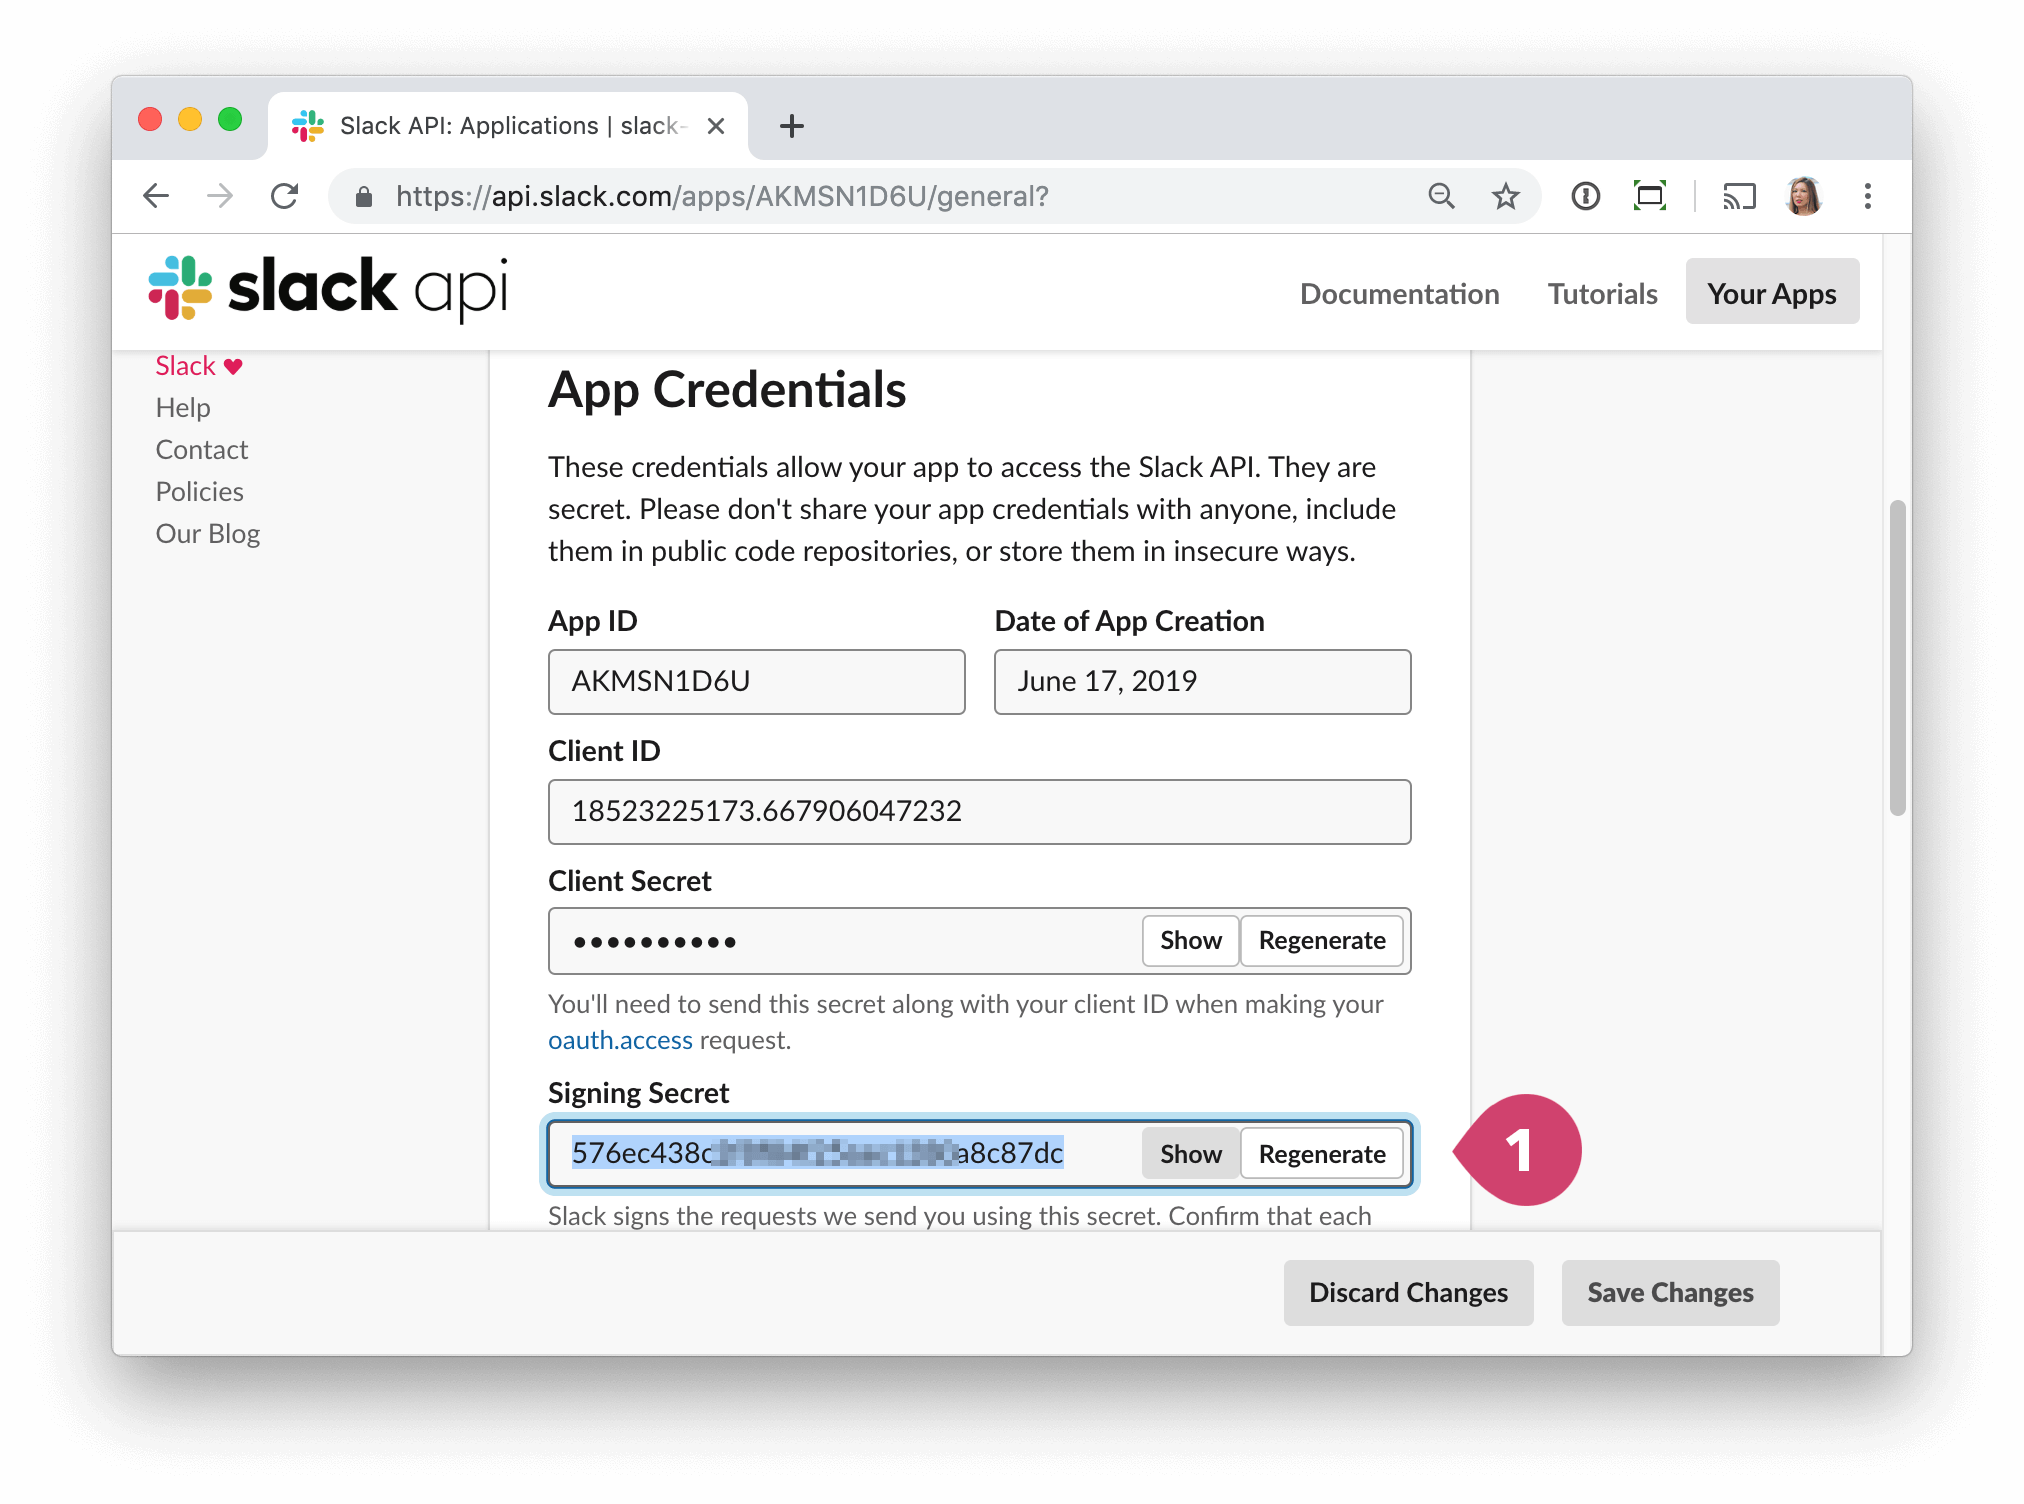 Slack API: Applications | slack-
https://api.slack.com/apps/AKMSN1D6U/general?
slack api
Documentation
Tutorials
Your Apps
Slack
Help
Contact
Policies
Our Blog
App Credentials
These credentials allow your app to access the Slack API. They are
secret. Please don't share your app credentials with anyone, include
them in public code repositories, or store them in insecure ways.
App ID
Date of App Creation
AKMSN1D6U
June 17, 2019
Client ID
18523225173.667906047232
Client Secret
••••••••••
Show
Regenerate
You'll need to send this secret along with your client ID when making your
oauth.access request.
Signing Secret
576ec438c a8c87dc
Show
Regenerate
1
Slack signs the requests we send you using this secret. Confirm that each
Discard Changes
Save Changes